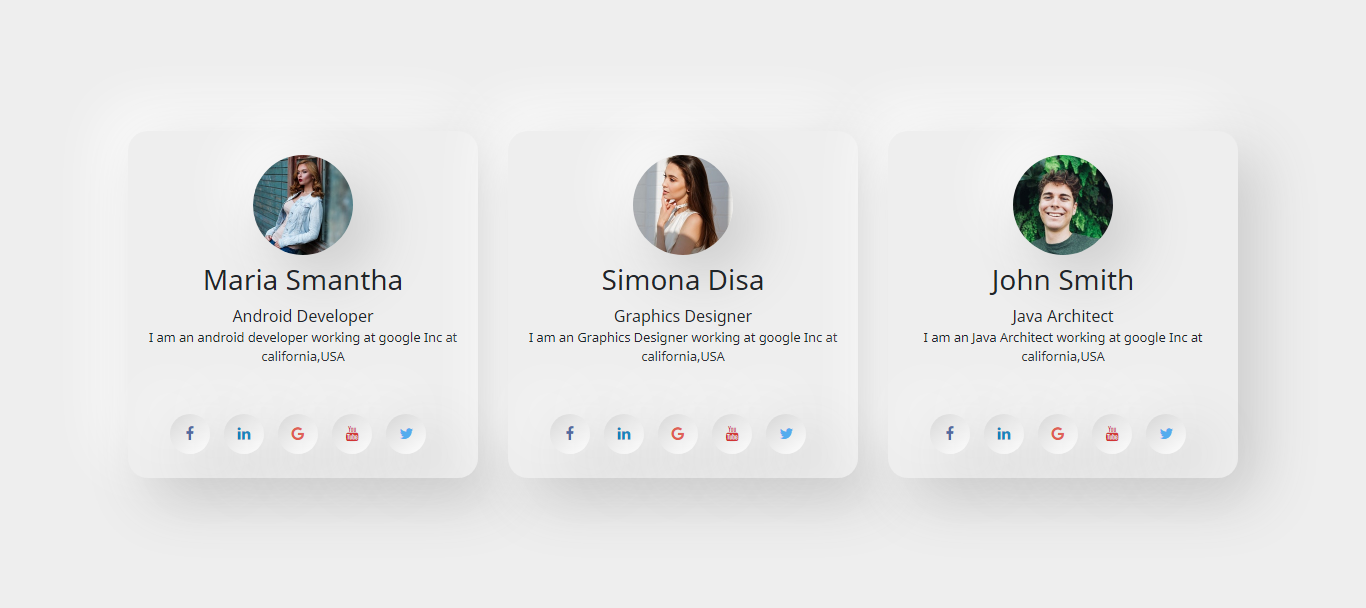 Maria Smantha
Android Developer
I am an android developer working at google Inc at
california,USA
f
in
G
You
Tube
Simona Disa
Graphics Designer
I am an Graphics Designer working at google Inc at
california,USA
f
in
G
You
Tube
John Smith
Java Architect
I am an Java Architect working at google Inc at
california,USA
f
in
G
You
Tube